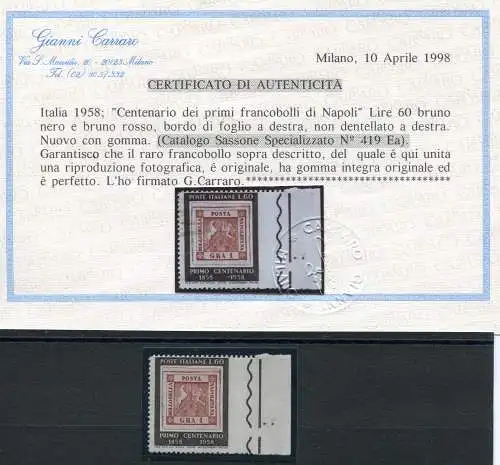 Gianni Carraro
Milano, 10 Aprile 1998
CERTIFICATO DI AUTENTICITÀ
Italia 1958; "Centenario dei primi francobolli di Napoli" Lire 60 bruno
nero e bruno rosso, bordo di foglio a destra, non dentellato a destra.
Nuovo con gomma. (Catalogo Sassone Specializzato N° 419 Ea).
Garantisco che il raro francobollo sopra descritto, del quale è qui unita
una riproduzione fotografica, è originale, ha gomma integra originale ed
è perfetto. L'ho firmato G.Carraro.
POSTE ITALIANE L.60
POSTA
GRA 1
PRIMO CENTENARIO
1858 1958
POSTE ITALIANE L.60
POSTA
GRA 1
PRIMO CENTENARIO
1858 1958